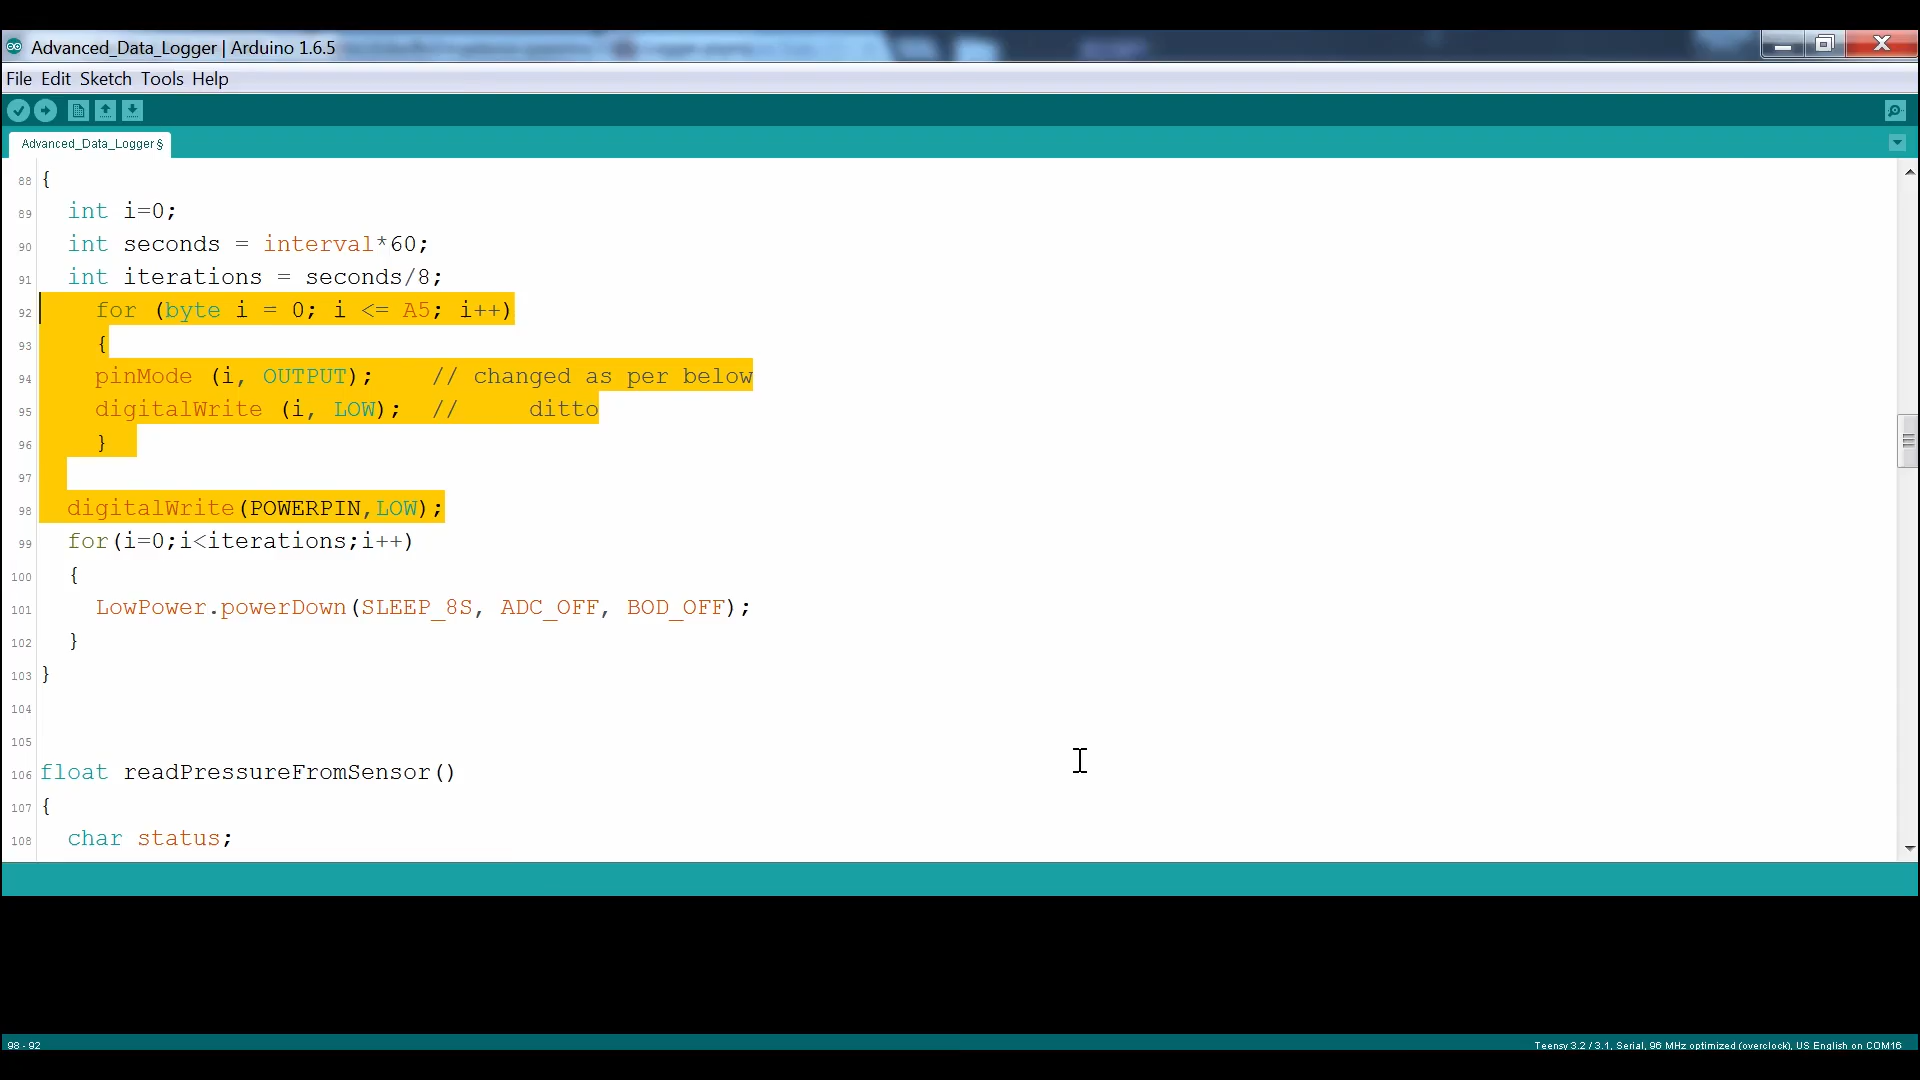 Advanced_Data_Logger | Arduino 1.6.5
File Edit Sketch Tools Help
Advanced_Data_Logger §
88 {
89   int i=0;
90   int seconds = interval*60;
91   int iterations = seconds/8;
92     for (byte i = 0; i <= A5; i++)
93     {
94     pinMode (i, OUTPUT);    // changed as per below
95     digitalWrite (i, LOW);  //     ditto
96     }
97
98   digitalWrite(POWERPIN,LOW);
99   for(i=0;i<iterations;i++)
100   {
101     LowPower.powerDown(SLEEP_8S, ADC_OFF, BOD_OFF);
102   }
103 }
104
105
106 float readPressureFromSensor()
107 {
108   char status;
98 - 92
Teensy 3.2 / 3.1, Serial, 96 MHz optimized (overclock), US English on COM16